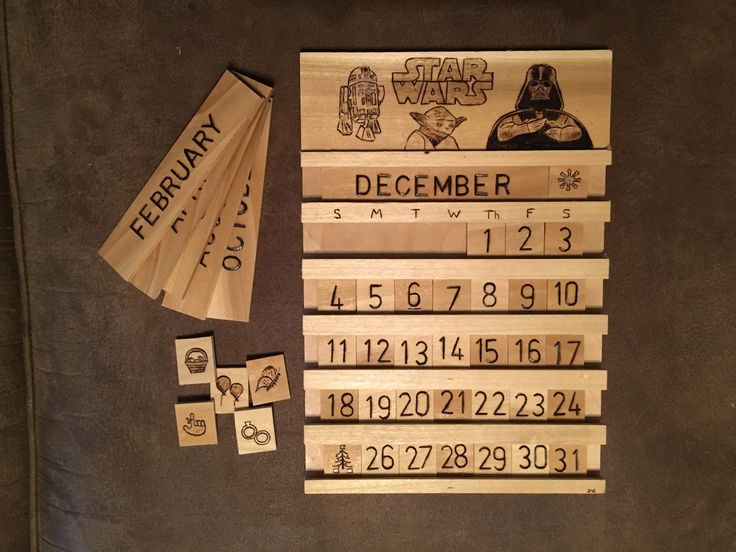 STAR
WARS
DECEMBER
S M T W Th F S
1 2 3
4 5 6 7 8 9 10
11 12 13 14 15 16 17
18 19 20 21 22 23 24
26 27 28 29 30 31
FEBRUARY